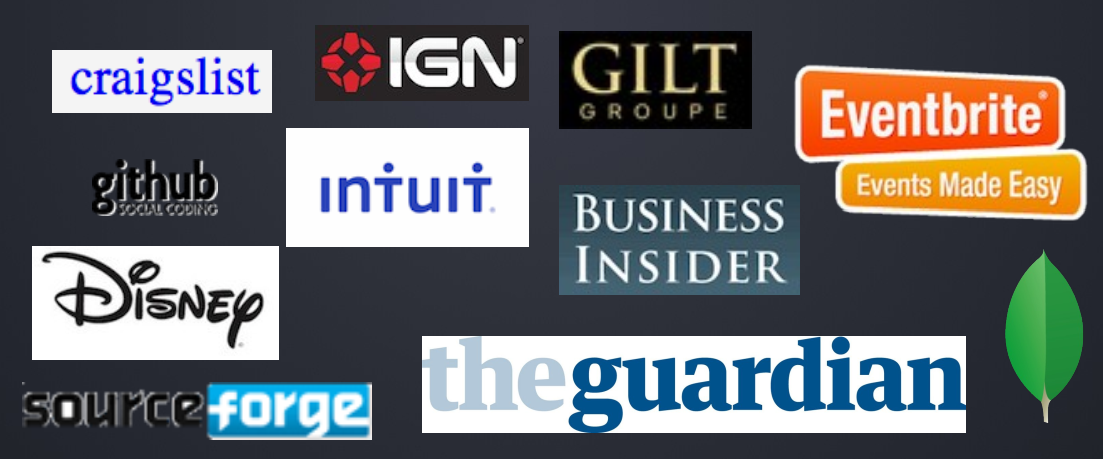 craigslist
IGN®
GILT
GROUPE
Eventbrite®
Events Made Easy
github
SOCIAL CODING
intuit.
BUSINESS
INSIDER
Disney
sourceforge
theguardian